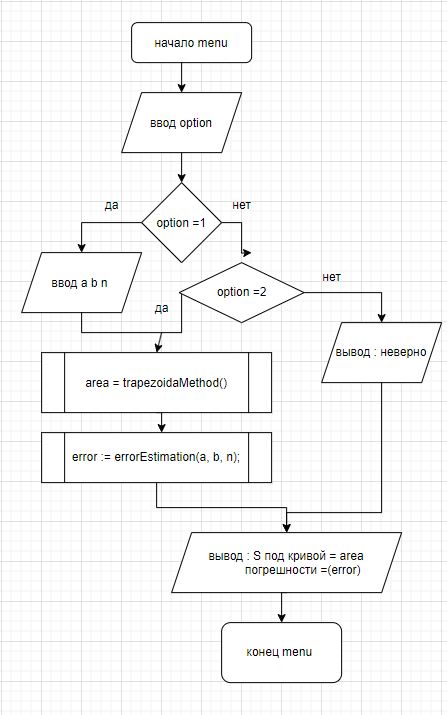 начало menu
ввод option
да
нет
option =1
ввод a b n
option =2
нет
да
вывод : неверно
area = trapezoidaMethod()
error := errorEstimation(a, b, n);
вывод : S под кривой = area
погрешности =(error)
конец menu